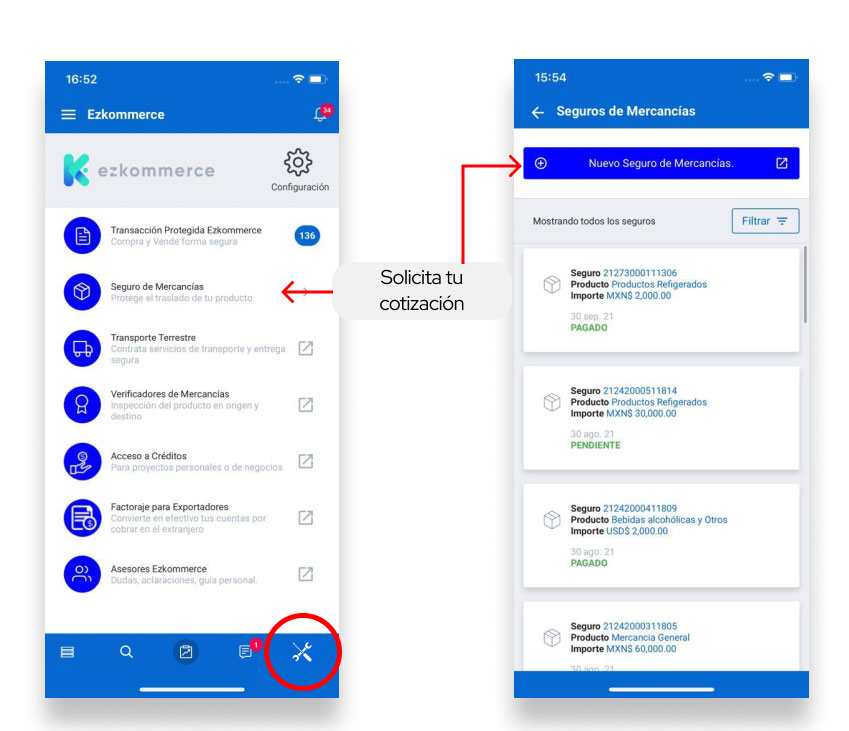 16:52
Ezkommerce
34
ezkommerce
Configuración
Transacción Protegida Ezkommerce
Compra y Vende forma segura
136
Seguro de Mercancías
Protege el traslado de tu producto
Transporte Terrestre
Contrata servicios de transporte y entrega
segura
Verificadores de Mercancías
Inspección del producto en origen y
destino
Acceso a Créditos
Para proyectos personales o de negocios
Factoraje para Exportadores
Convierte en efectivo tus cuentas por
cobrar en el extranjero
Asesores Ezkommerce
Dudas, aclaraciones, guía personal.
1
Solicita tu
cotización
15:54
Seguros de Mercancías
Nuevo Seguro de Mercancías.
Mostrando todos los seguros
Filtrar
Seguro 21273000111306
Producto Productos Refigerados
Importe MXN$ 2,000.00
30 sep. 21
PAGADO
Seguro 21242000511814
Producto Productos Refigerados
Importe MXN$ 30,000.00
30 ago. 21
PENDIENTE
Seguro 21242000411809
Producto Bebidas alcohólicas y Otros
Importe USD$ 2,000.00
30 ago. 21
PAGADO
Seguro 21242000311805
Producto Mercancia General
Importe MXN$ 60,000.00
30 ago. 21